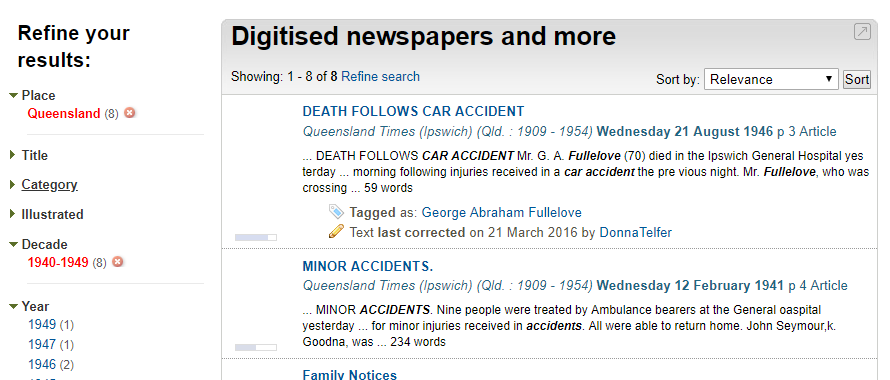 Refine your
results:
Place
Queensland (8)
Title
Category
Illustrated
Decade
1940-1949 (8)
Year
1949 (1)
1947 (1)
1946 (2)
Digitised newspapers and more
Showing: 1 - 8 of 8 Refine search
Sort by: Relevance Sort
DEATH FOLLOWS CAR ACCIDENT
Queensland Times (Ipswich) (Qld. : 1909 - 1954) Wednesday 21 August 1946 p 3 Article
... DEATH FOLLOWS CAR ACCIDENT Mr. G. A. Fullelove (70) died in the Ipswich General Hospital yes
terday ... morning following injuries received in a car accident the pre vious night. Mr. Fullelove, who was
crossing ... 59 words
Tagged as: George Abraham Fullelove
Text last corrected on 21 March 2016 by DonnaTelfer
MINOR ACCIDENTS.
Queensland Times (Ipswich) (Qld. : 1909 - 1954) Wednesday 12 February 1941 p 4 Article
... MINOR ACCIDENTS. Nine people were treated by Ambulance bearers at the General oaspital
yesterday ... for minor injuries received in accidents. All were able to return home. John Seymour,k.
Goodna, was ... 234 words
Family Notices